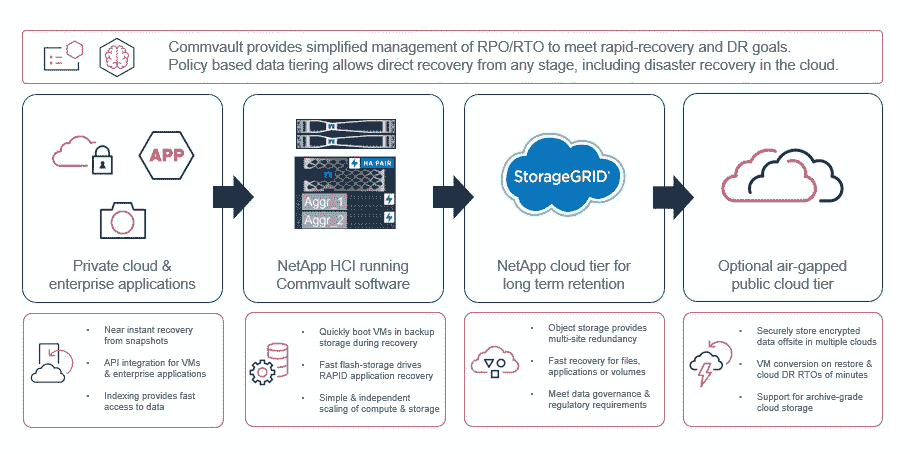 Commvault provides simplified management of RPO/RTO to meet rapid-recovery and DR goals.
Policy based data tiering allows direct recovery from any stage, including disaster recovery in the cloud.
APP
Private cloud &
enterprise applications
HA PAIR
Aggr_1
Aggr_2
NetApp HCI running
Commvault software
StorageGRID®
NetApp cloud tier for
long term retention
Optional air-gapped
public cloud tier
• Near instant recovery
from snapshots
• API integration for VMs
& enterprise applications
• Indexing provides fast
access to data
• Quickly boot VMs in backup
storage during recovery
• Fast flash-storage drives
RAPID application recovery
• Simple & independent
scaling of compute & storage
• Object storage provides
multi-site redundancy
• Fast recovery for files,
applications or volumes
• Meet data governance &
regulatory requirements
• Securely store encrypted
data offsite in multiple clouds
• VM conversion on restore &
cloud DR RTOs of minutes
• Support for archive-grade
cloud storage